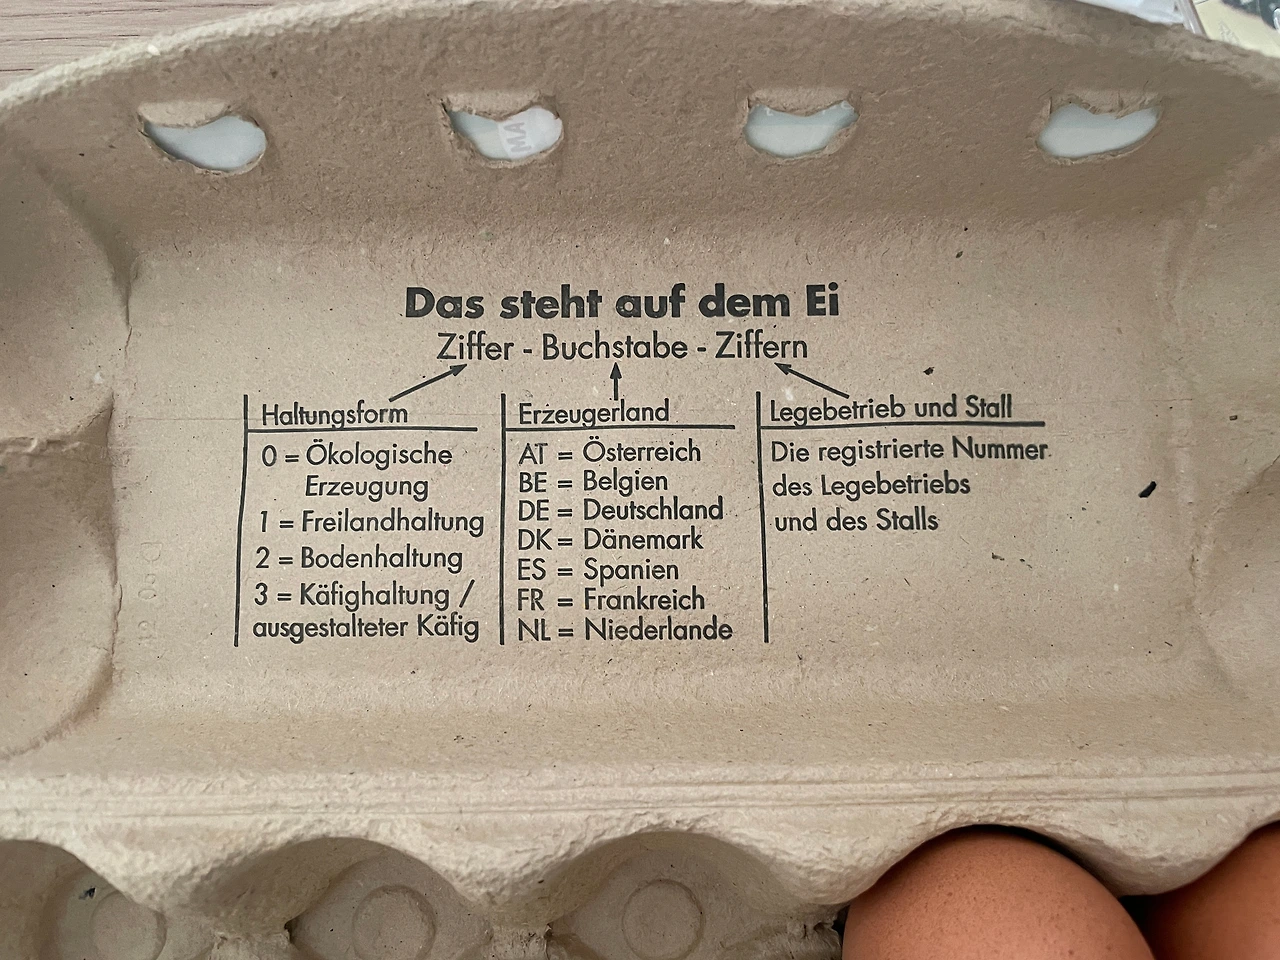 MA
Das steht auf dem Ei
Ziffer - Buchstabe - Ziffern
Haltungsform
0 = Ökologische
Erzeugung
1 = Freilandhaltung
2 = Bodenhaltung
3 = Käfighaltung /
ausgestalteter Käfig
Erzeugerland
AT = Österreich
BE = Belgien
DE = Deutschland
DK = Dänemark
ES = Spanien
FR = Frankreich
NL = Niederlande
Legebetrieb und Stall
Die registrierte Nummer
des Legebetriebs
und des Stalls